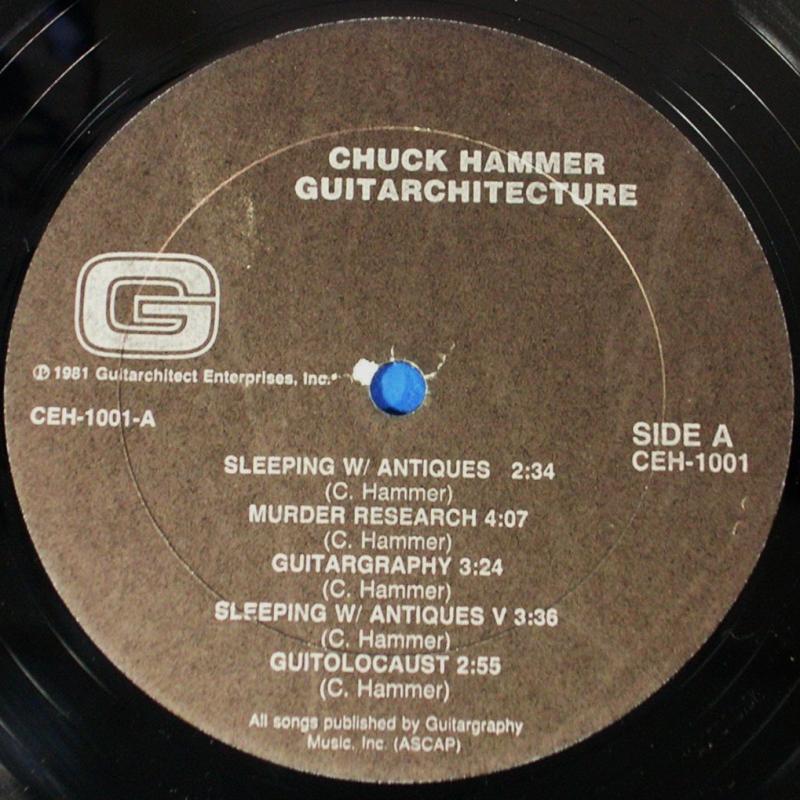 CHUCK HAMMER
GUITARCHITECTURE
G
℗ 1981 Guitarchitect Enterprises, Inc.
CEH-1001-A
SIDE A
CEH-1001
SLEEPING W/ ANTIQUES 2:34
(C. Hammer)
MURDER RESEARCH 4:07
(C. Hammer)
GUITARGRAPHY 3:24
(C. Hammer)
SLEEPING W/ ANTIQUES V 3:36
(C. Hammer)
GUITOLOCAUST 2:55
(C. Hammer)
All songs published by Guitargraphy
Music, Inc. (ASCAP)